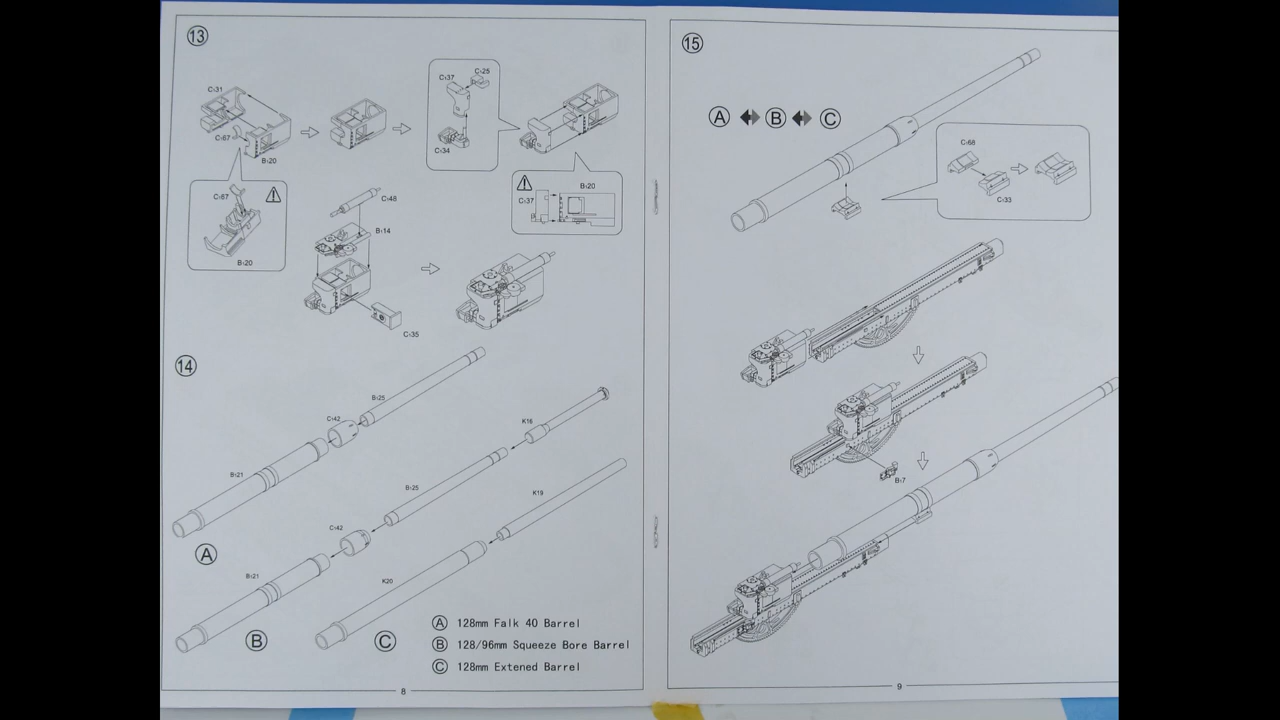 13
C›31
C›67
B›20
C›37
C›25
C›34
C›67
B›20
C›37
B›20
C›48
B›14
C›35
14
B›25
C›42
B›21
A
K18
B›25
C›42
B›21
B
K19
K20
C
A 128mm Falk 40 Barrel
B 128/96mm Squeeze Bore Barrel
C 128mm Extened Barrel
8
15
A B C
C›68
C›33
B›7
9